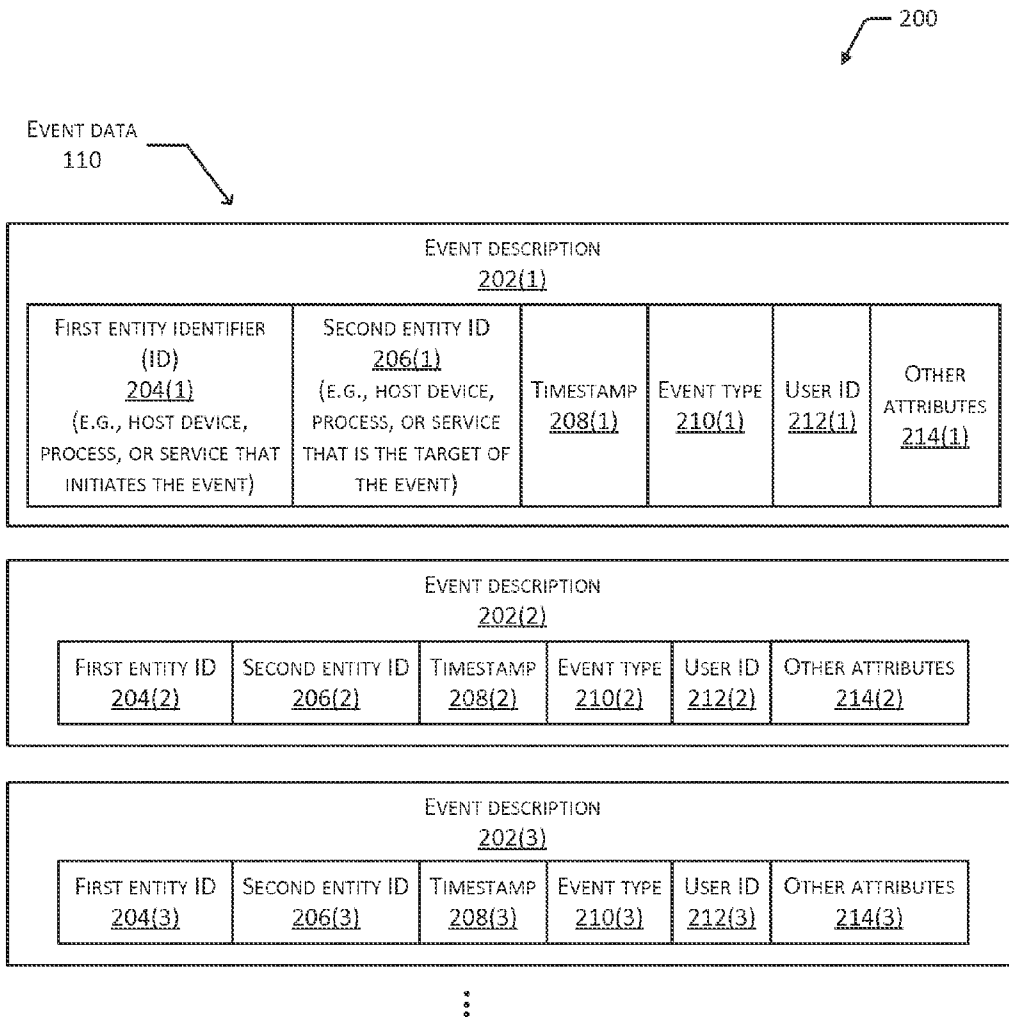 200
Event data
110
Event description
202(1)
First entity identifier
(ID)
204(1)
(e.g., host device,
process, or service that
initiates the event)
Second entity ID
206(1)
(e.g., host device,
process, or service
that is the target of
the event)
Timestamp
208(1)
Event type
210(1)
User ID
212(1)
Other
attributes
214(1)
Event description
202(2)
First entity ID
204(2)
Second entity ID
206(2)
Timestamp
208(2)
Event type
210(2)
User ID
212(2)
Other attributes
214(2)
Event description
202(3)
First entity ID
204(3)
Second entity ID
206(3)
Timestamp
208(3)
Event type
210(3)
User ID
212(3)
Other attributes
214(3)